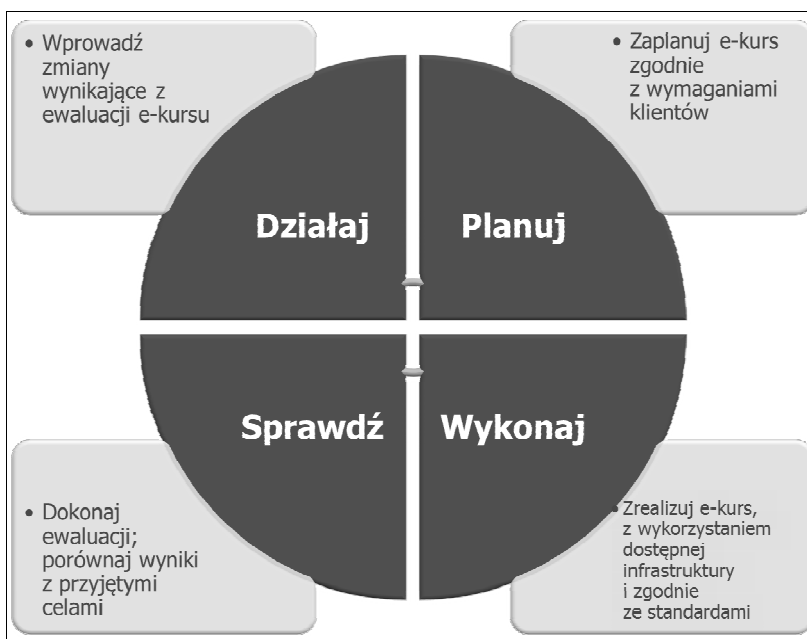 • Wprowadź
zmiany
wynikające z
ewaluacji e-kursu
• Zaplanuj e-kurs
zgodnie
z wymaganiami
klientów
Działaj
Planuj
Sprawdź
Wykonaj
• Dokonaj
ewaluacji;
porównaj wyniki
z przyjętymi
celami
• Zrealizuj e-kurs,
z wykorzystaniem
dostępnej
infrastruktury
i zgodnie
ze standardami